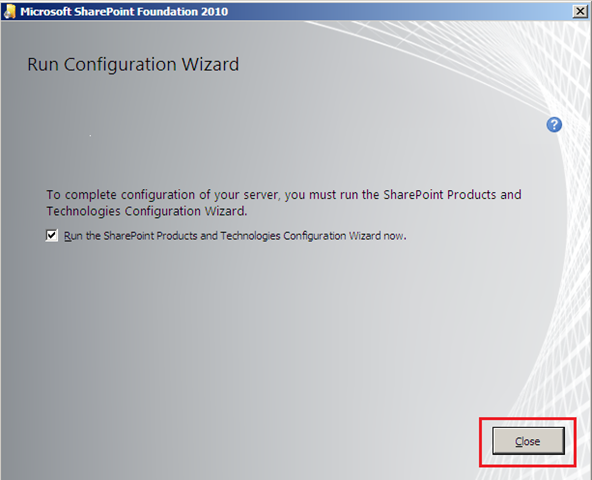 Microsoft SharePoint Foundation 2010
Run Configuration Wizard
?
To complete configuration of your server, you must run the SharePoint Products and
Technologies Configuration Wizard.
Run the SharePoint Products and Technologies Configuration Wizard now.
Close